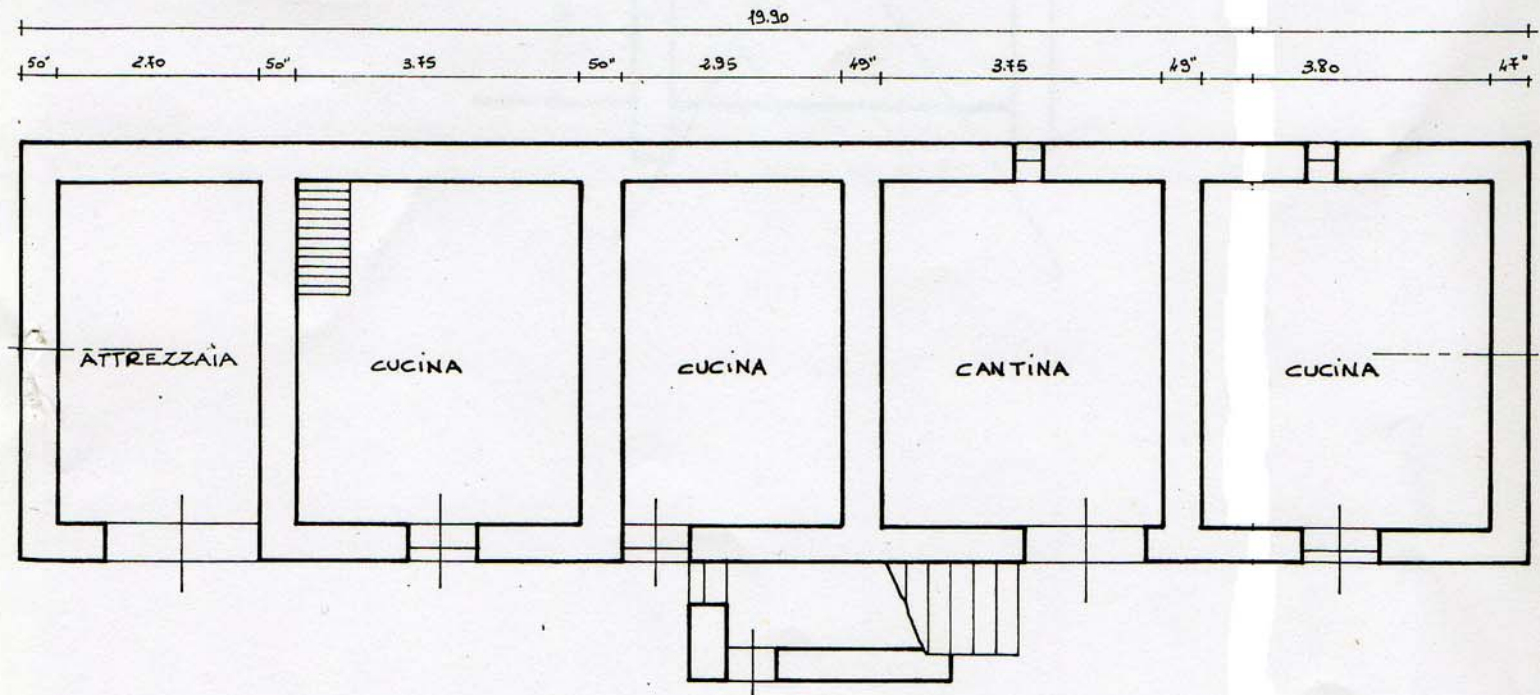 19.90
50" 2.70 50" 3.75 50" 2.95 49" 3.75 49" 3.80 47"
ATTREZZAIA CUCINA CUCINA CANTINA CUCINA